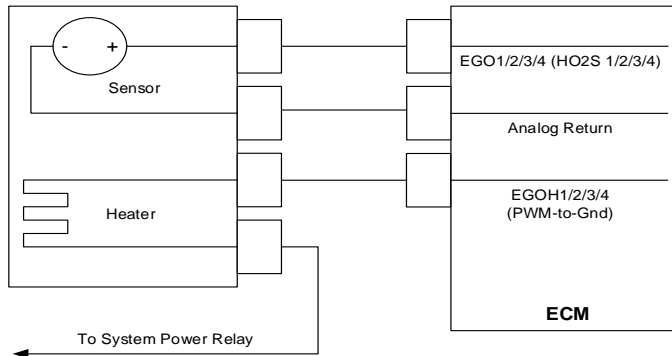 - +
Sensor
EGO1/2/3/4 (HO2S 1/2/3/4)
Analog Return
Heater
EGOH1/2/3/4
(PWM-to-Gnd)
ECM
To System Power Relay